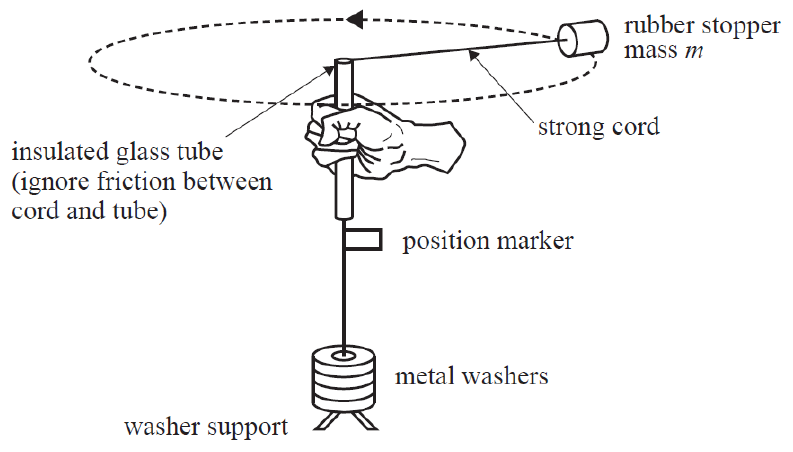 rubber stopper
mass m
strong cord
insulated glass tube
(ignore friction between
cord and tube)
position marker
metal washers
washer support